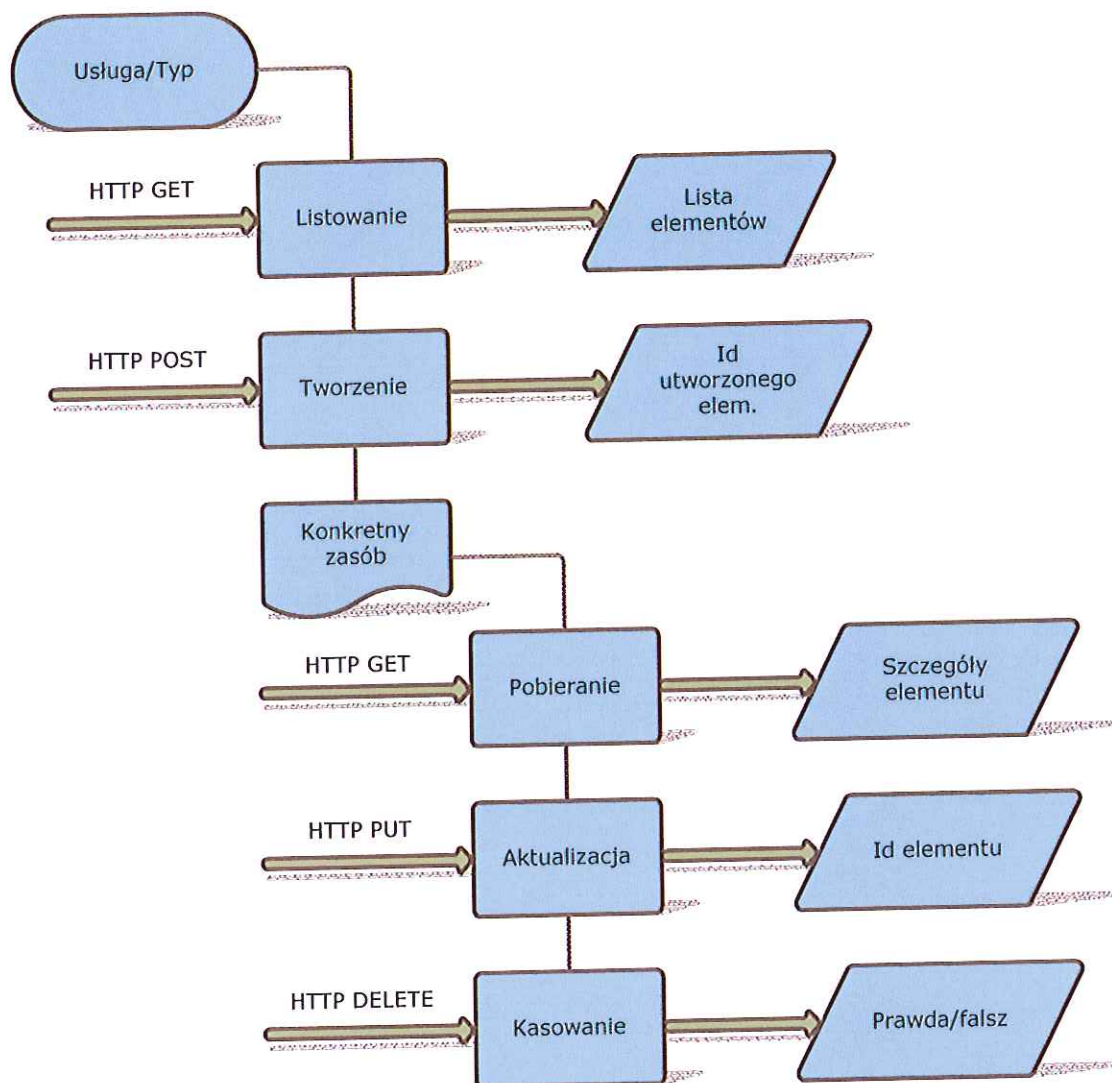 Usługa/Typ
HTTP GET
Listowanie
Lista
elementów
HTTP POST
Tworzenie
Id
utworzonego
elem.
Konkretny
zasób
HTTP GET
Pobieranie
Szczegóły
elementu
HTTP PUT
Aktualizacja
Id elementu
HTTP DELETE
Kasowanie
Prawda/falsz